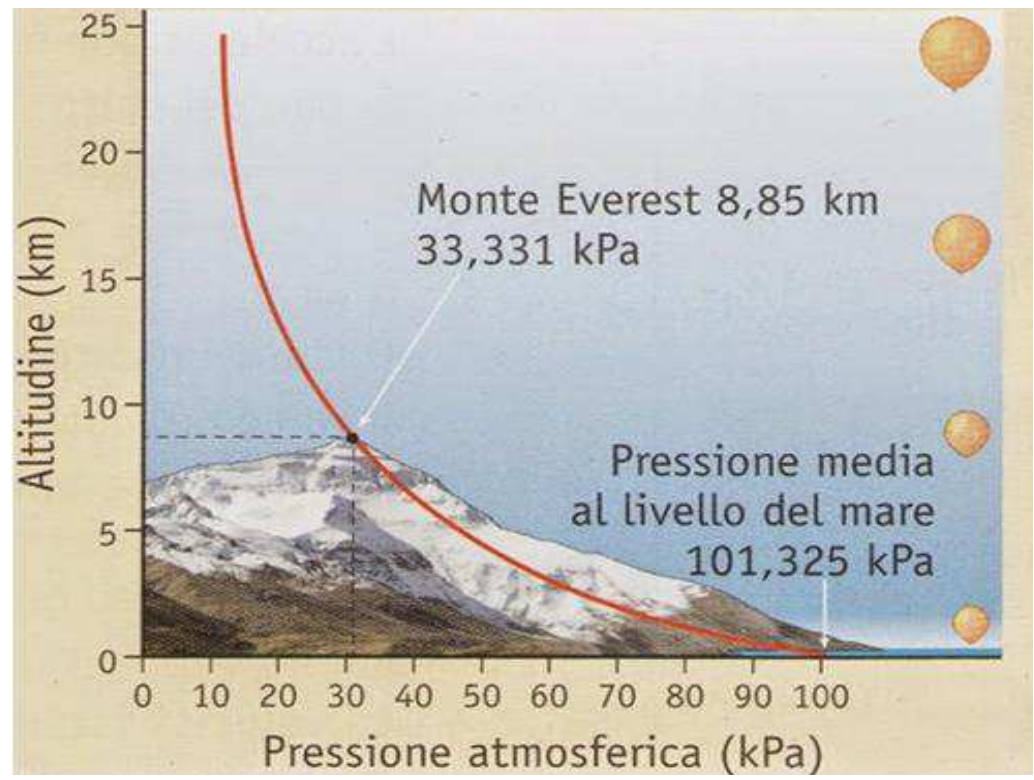 25
20
15
10
5
0
Altitudine (km)
Monte Everest 8,85 km
33,331 kPa
Pressione media
al livello del mare
101,325 kPa
0 10 20 30 40 50 60 70 80 90 100
Pressione atmosferica (kPa)